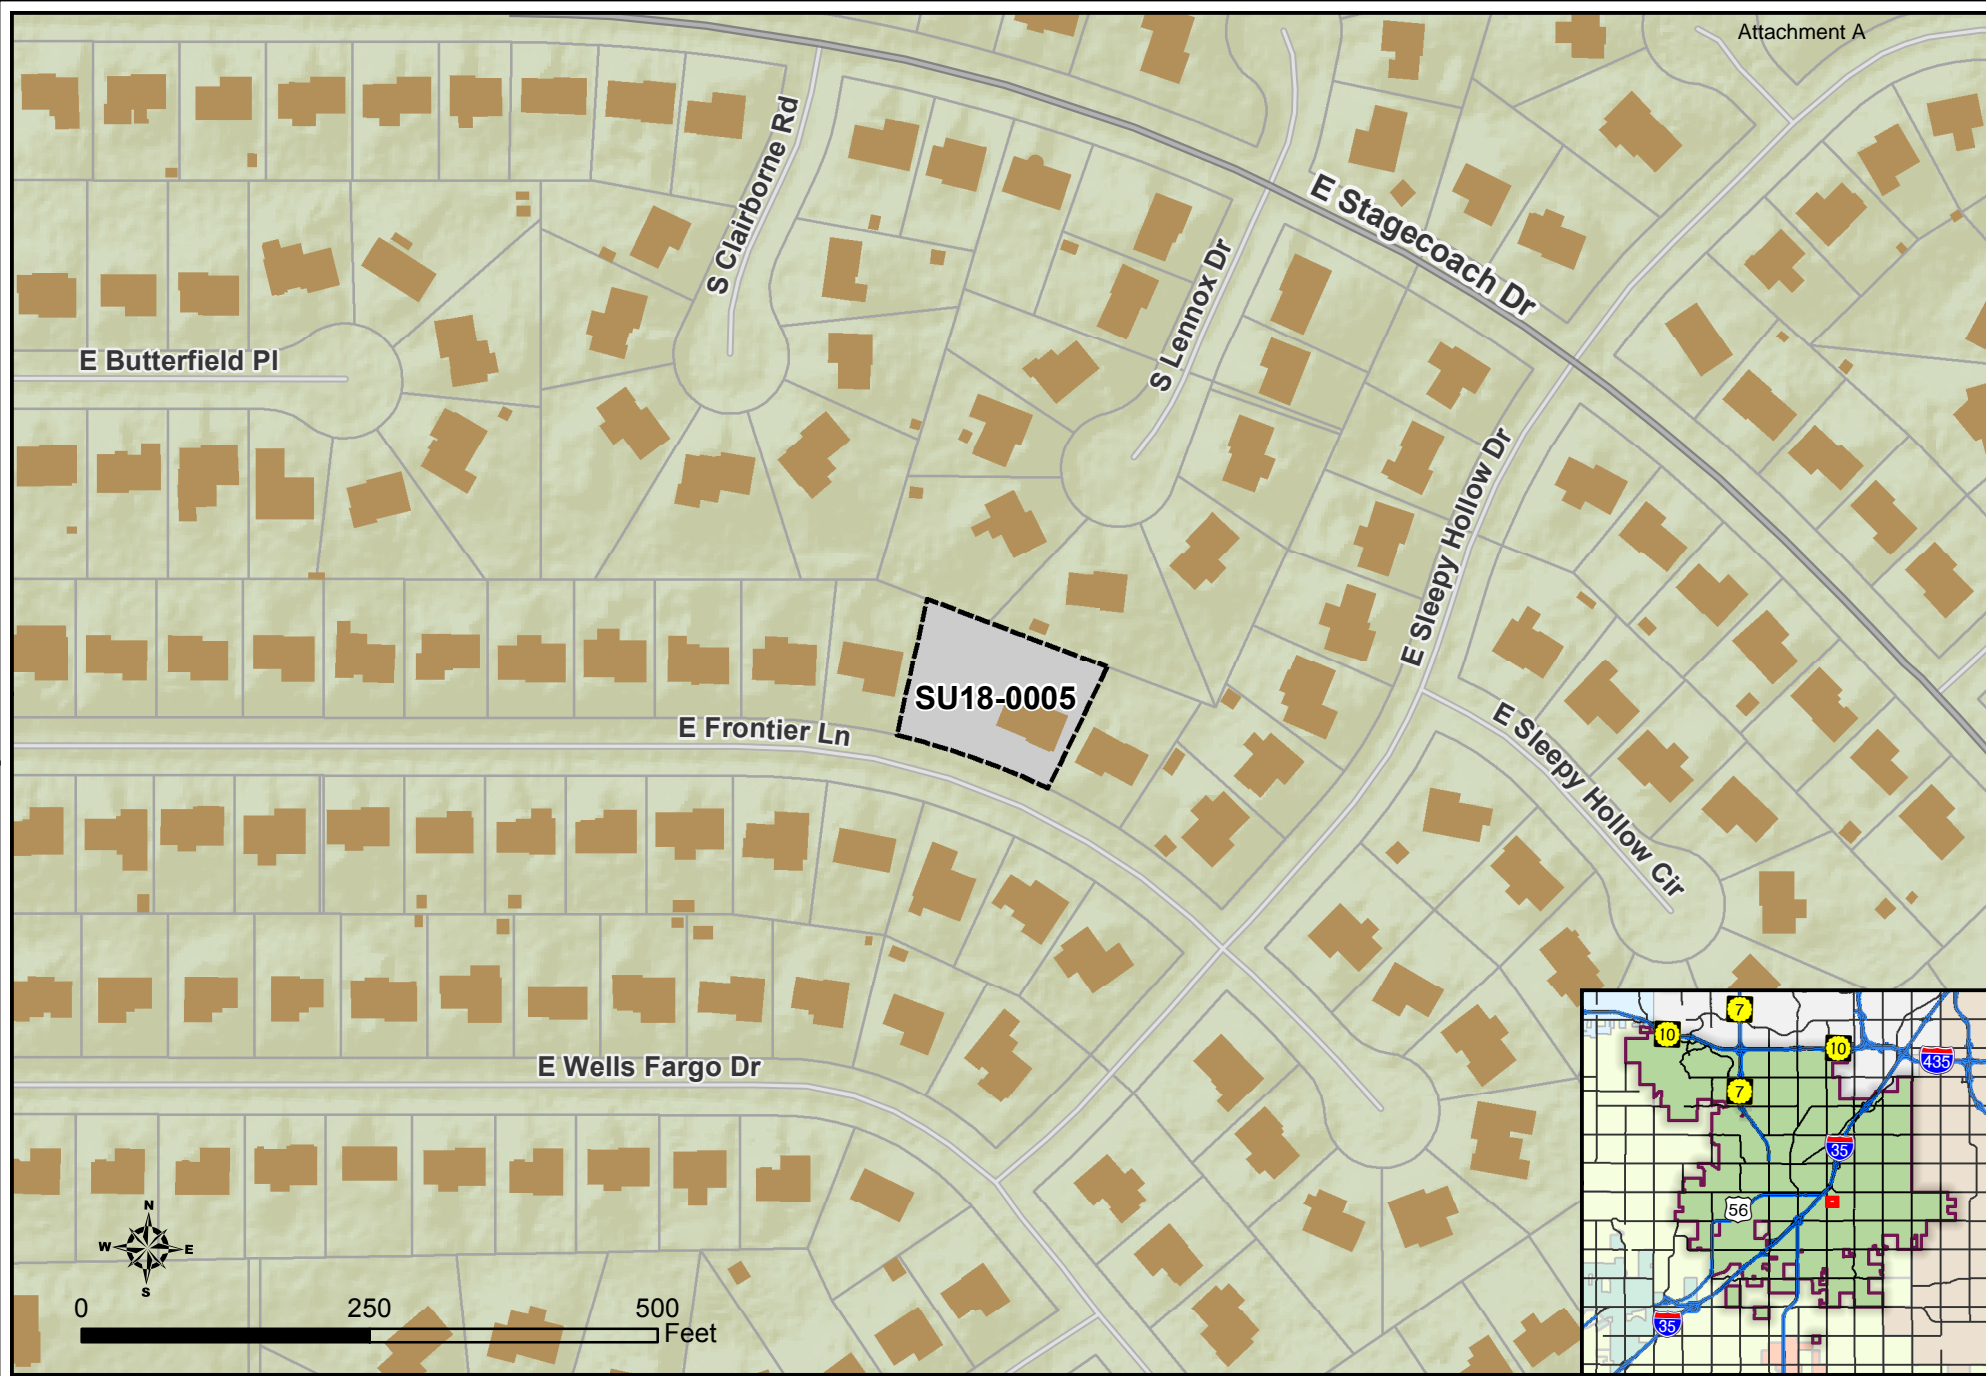 Attachment A
S Clairborne Rd
E Stagecoach Dr
S Lennox Dr
E Butterfield Pl
E Sleepy Hollow Dr
SU18-0005
E Frontier Ln
E Sleepy Hollow Cir
E Wells Fargo Dr
N
W E
S
0 250 500
Feet
7
10
10
435
7
35
56
35